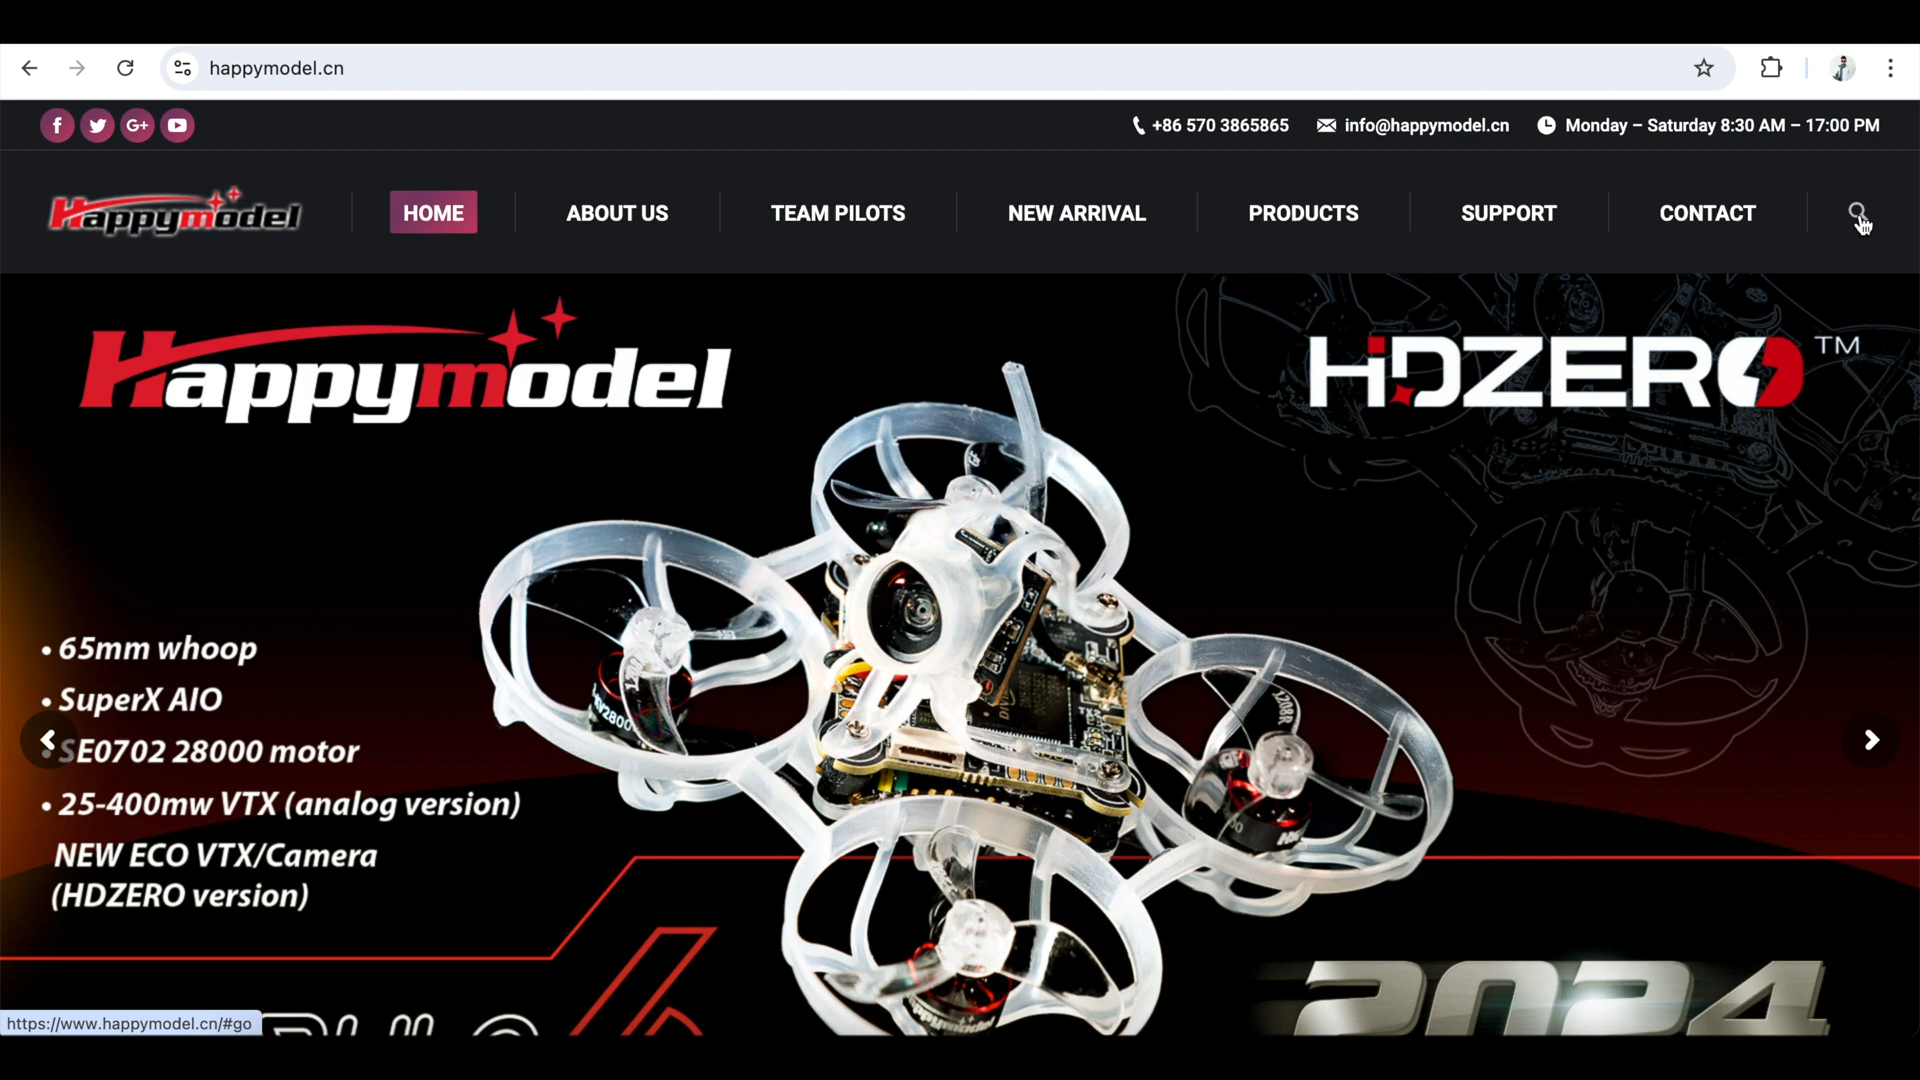 happymodel.cn
+86 570 3865865
info@happymodel.cn
Monday – Saturday 8:30 AM – 17:00 PM
Happymodel
HOME
ABOUT US
TEAM PILOTS
NEW ARRIVAL
PRODUCTS
SUPPORT
CONTACT
Happymodel
HDZERO™
• 65mm whoop
• SuperX AIO
• SE0702 28000 motor
• 25-400mw VTX (analog version)
NEW ECO VTX/Camera
(HDZERO version)
2024
https://www.happymodel.cn/#go